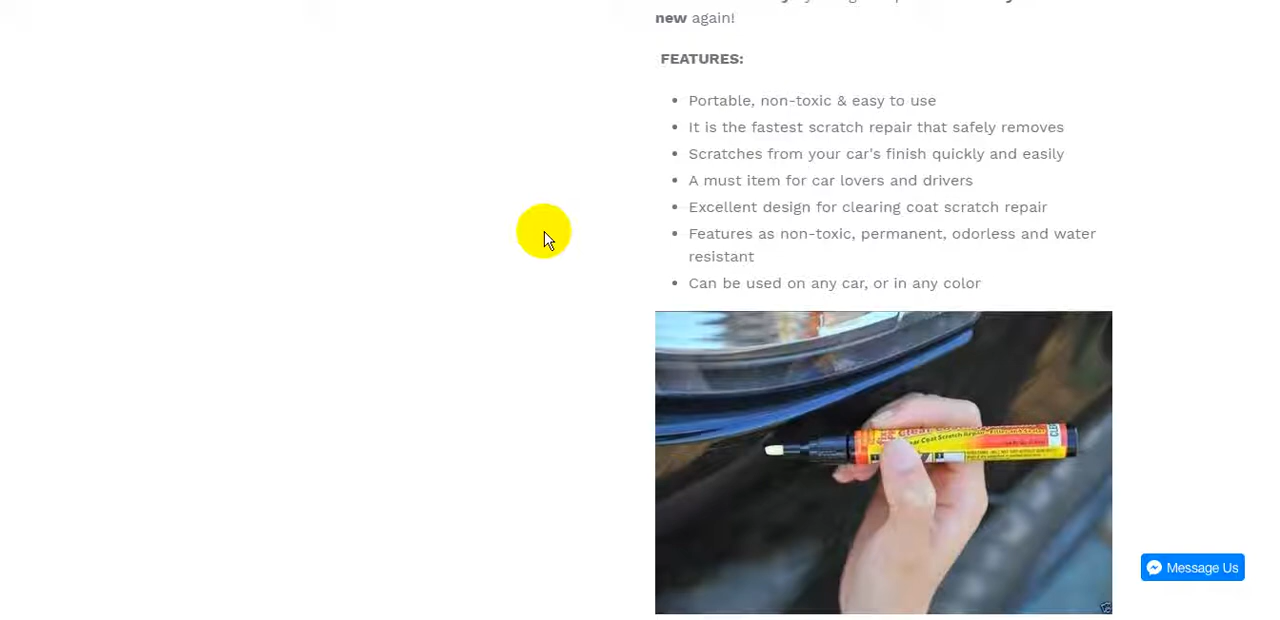 new again!
FEATURES:
Portable, non-toxic & easy to use
It is the fastest scratch repair that safely removes
Scratches from your car's finish quickly and easily
A must item for car lovers and drivers
Excellent design for clearing coat scratch repair
Features as non-toxic, permanent, odorless and water
resistant
Can be used on any car, or in any color
Coat Scratch Repair
Message Us